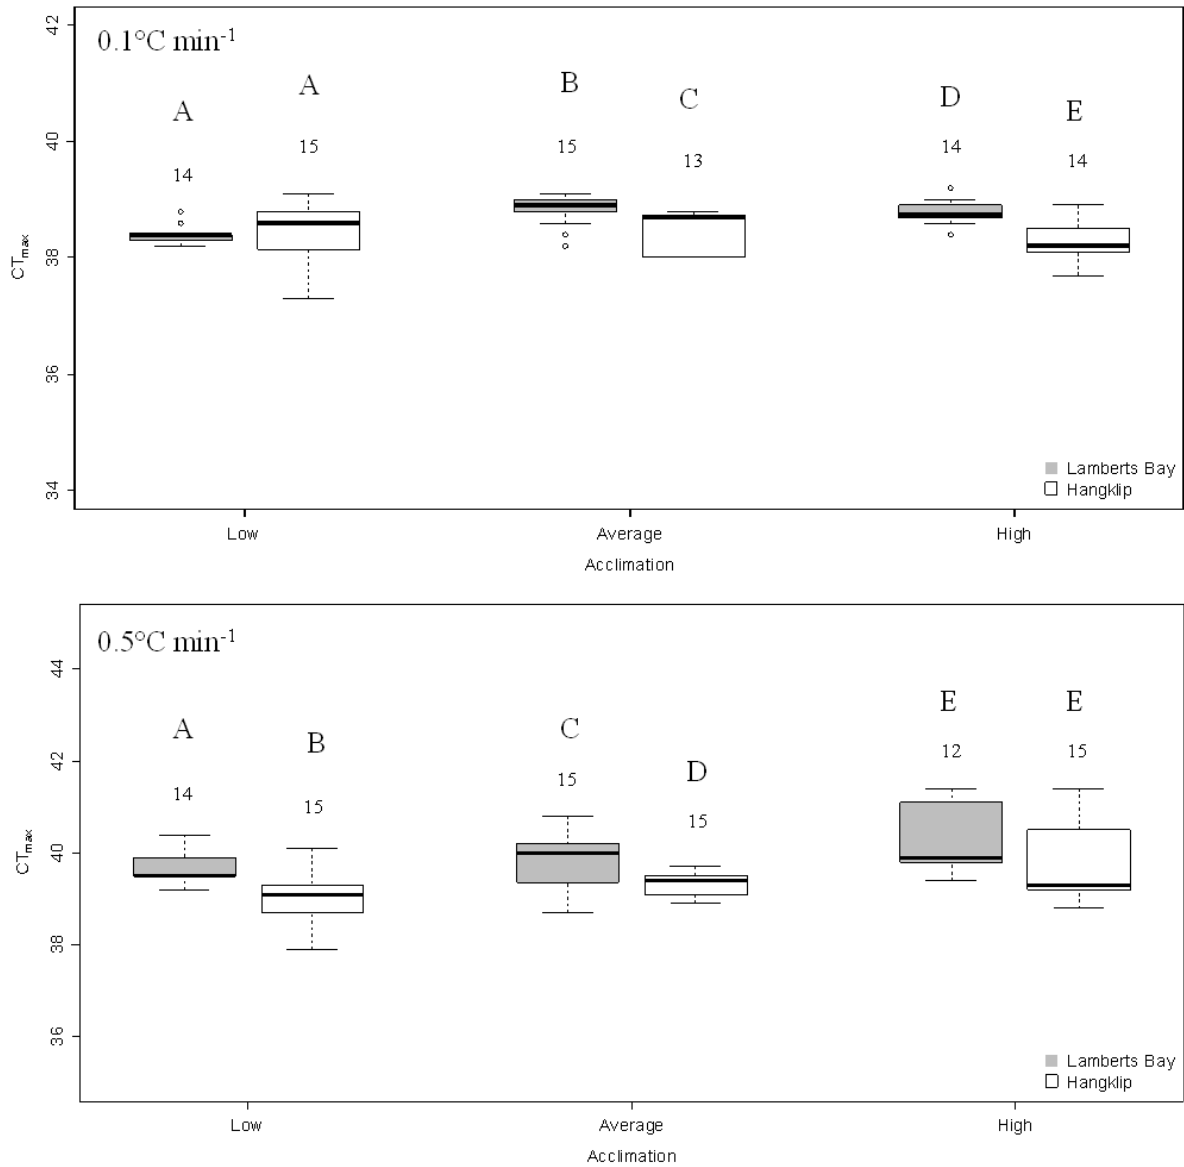 0.1°C min⁻¹
42
40
38
36
34
CTmax
A
A
B
C
D
E
14
15
15
13
14
14
Lamberts Bay
Hangklip
Low
Average
High
Acclimation
0.5°C min⁻¹
44
42
40
38
36
CTmax
A
B
C
D
E
E
14
15
15
15
12
15
Lamberts Bay
Hangklip
Low
Average
High
Acclimation